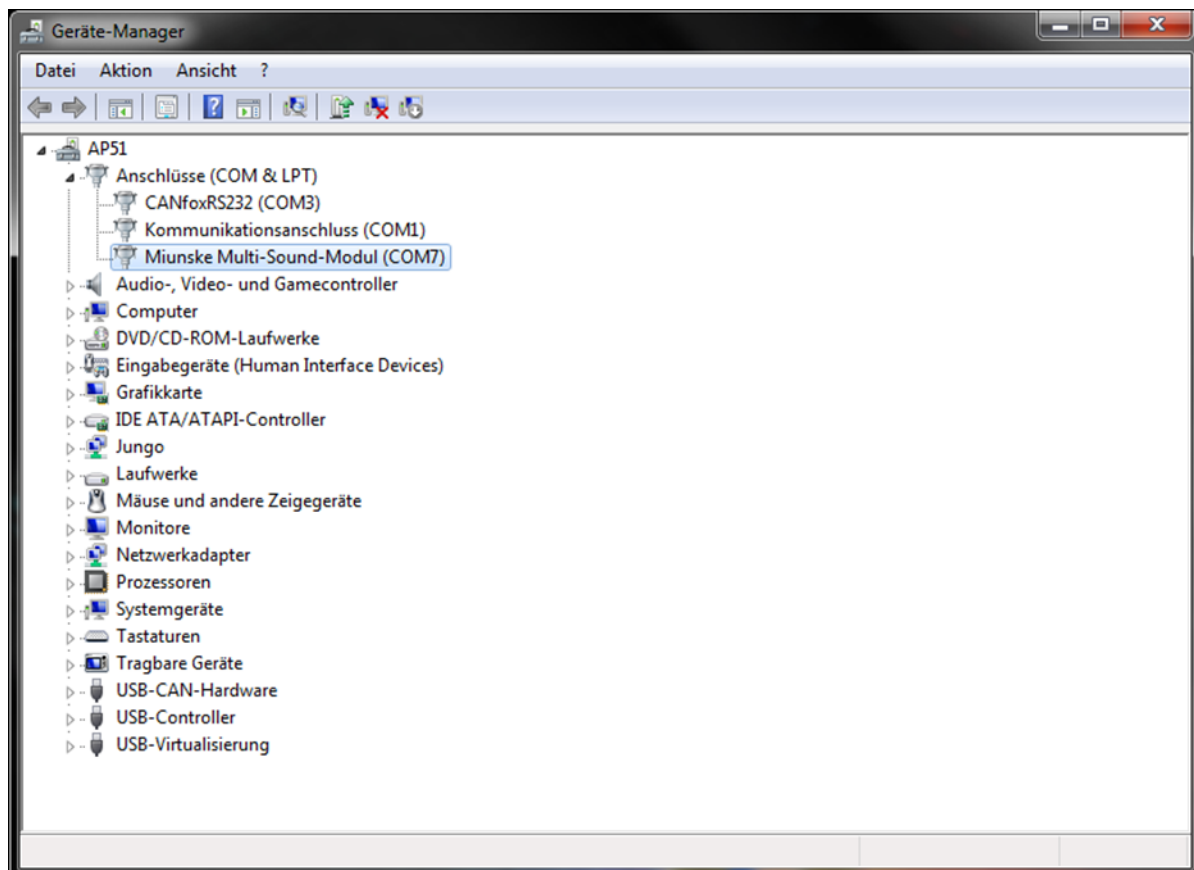 Geräte-Manager
Datei Aktion Ansicht ?
AP51
Anschlüsse (COM & LPT)
CANfoxRS232 (COM3)
Kommunikationsanschluss (COM1)
Miunske Multi-Sound-Modul (COM7)
Audio-, Video- und Gamecontroller
Computer
DVD/CD-ROM-Laufwerke
Eingabegeräte (Human Interface Devices)
Grafikkarte
IDE ATA/ATAPI-Controller
Jungo
Laufwerke
Mäuse und andere Zeigegeräte
Monitore
Netzwerkadapter
Prozessoren
Systemgeräte
Tastaturen
Tragbare Geräte
USB-CAN-Hardware
USB-Controller
USB-Virtualisierung